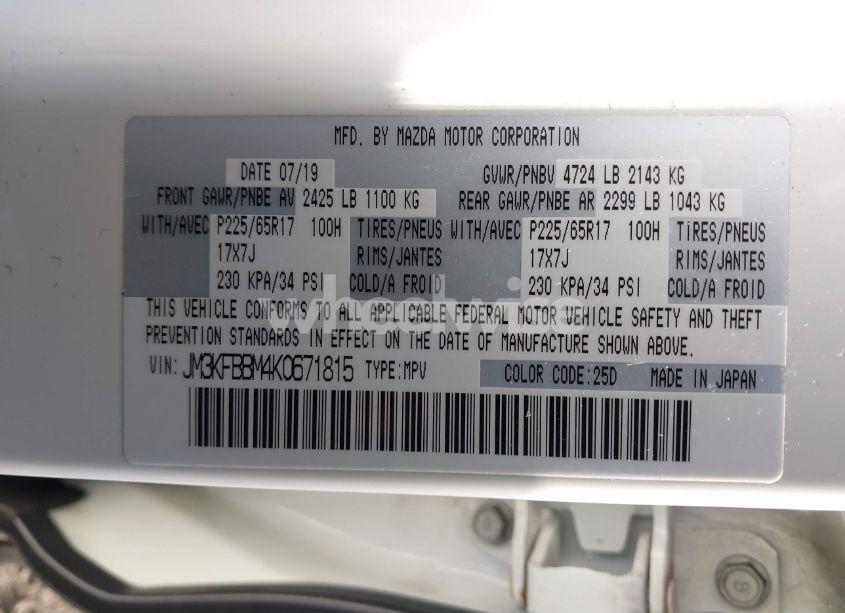 MFD. BY MAZDA MOTOR CORPORATION
DATE 07/19 GVWR/PNBV 4724 LB 2143 KG
FRONT GAWR/PNBE AV 2425 LB 1100 KG REAR GAWR/PNBE AR 2299 LB 1043 KG
WITH/AVEC P225/65R17 100H TIRES/PNEUS WITH/AVEC P225/65R17 100H TIRES/PNEUS
17X7J RIMS/JANTES 17X7J RIMS/JANTES
230 KPA/34 PSI COLD/A FROID 230 KPA/34 PSI COLD/A FROID
wheelwise
THIS VEHICLE CONFORMS TO ALL APPLICABLE FEDERAL MOTOR VEHICLE SAFETY AND THEFT
PREVENTION STANDARDS IN EFFECT ON THE DATE OF MANUFACTURE SHOWN ABOVE.
VIN: JM3KFBBM4K0671815 TYPE:MPV COLOR CODE:25D MADE IN JAPAN
8